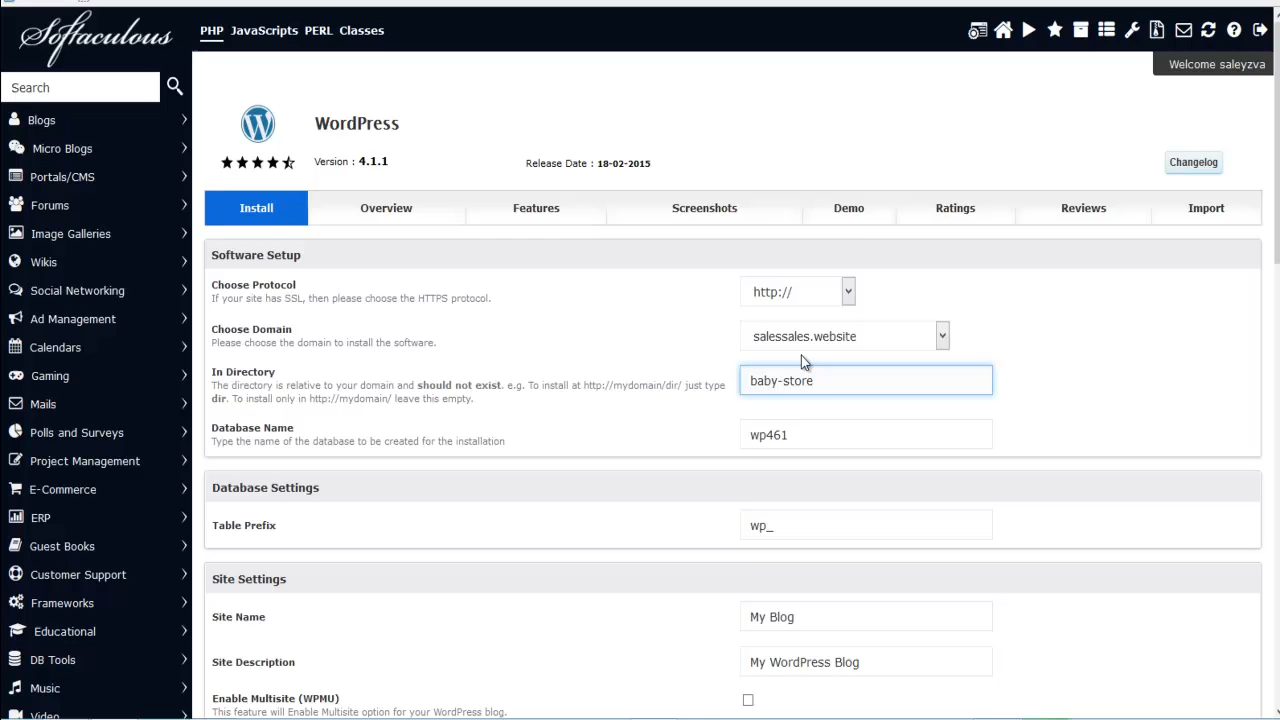 Softaculous
PHP JavaScripts PERL Classes
Welcome saleyzva
Search
Blogs
Micro Blogs
Portals/CMS
Forums
Image Galleries
Wikis
Social Networking
Ad Management
Calendars
Gaming
Mails
Polls and Surveys
Project Management
E-Commerce
ERP
Guest Books
Customer Support
Frameworks
Educational
DB Tools
Music
Video
WordPress
Version : 4.1.1
Release Date : 18-02-2015
Changelog
Install Overview Features Screenshots Demo Ratings Reviews Import
Software Setup
Choose Protocol
If your site has SSL, then please choose the HTTPS protocol.
http://
Choose Domain
Please choose the domain to install the software.
salessales.website
In Directory
The directory is relative to your domain and should not exist. e.g. To install at http://mydomain/dir/ just type
dir. To install only in http://mydomain/ leave this empty.
baby-store
Database Name
Type the name of the database to be created for the installation
wp461
Database Settings
Table Prefix
wp_
Site Settings
Site Name
My Blog
Site Description
My WordPress Blog
Enable Multisite (WPMU)
This feature will Enable Multisite option for your WordPress blog.